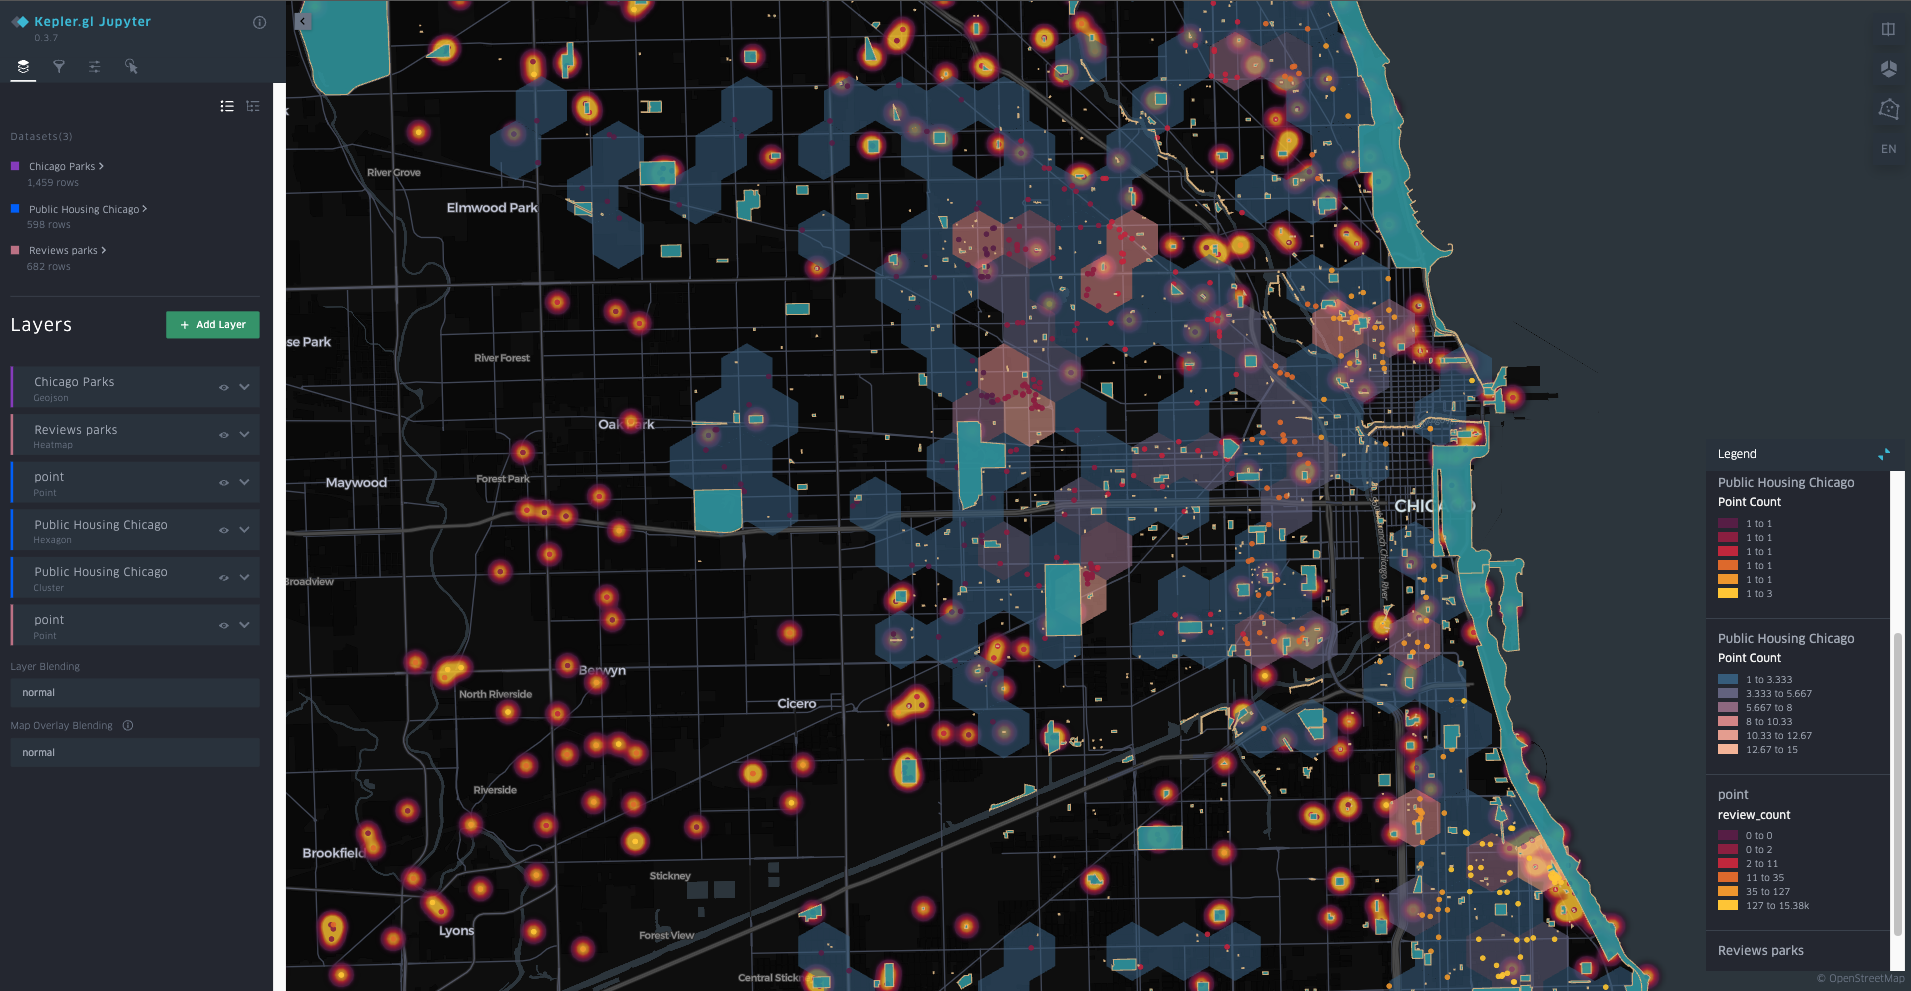 Kepler.gl Jupyter
0.3.7
Datasets(3)
Chicago Parks
1,459 rows
Public Housing Chicago
598 rows
Reviews parks
682 rows
Layers
+ Add Layer
Chicago Parks
Geojson
Reviews parks
Heatmap
point
Point
Public Housing Chicago
Hexagon
Public Housing Chicago
Cluster
point
Point
Layer Blending
normal
Map Overlay Blending
normal
River Grove
Elmwood Park
se Park
River Forest
Oak Park
Forest Park
Maywood
Broadview
Berwyn
North Riverside
Cicero
Riverside
Brookfield
Stickney
Lyons
Forest View
Central Stick
CHIC
O
Branch Chicago River
EN
Legend
Public Housing Chicago
Point Count
1 to 1
1 to 1
1 to 1
1 to 1
1 to 1
1 to 3
Public Housing Chicago
Point Count
1 to 3.333
3.333 to 5.667
5.667 to 8
8 to 10.33
10.33 to 12.67
12.67 to 15
point
review_count
0 to 0
0 to 2
2 to 11
11 to 35
35 to 127
127 to 15.38k
Reviews parks
© OpenStreetMap